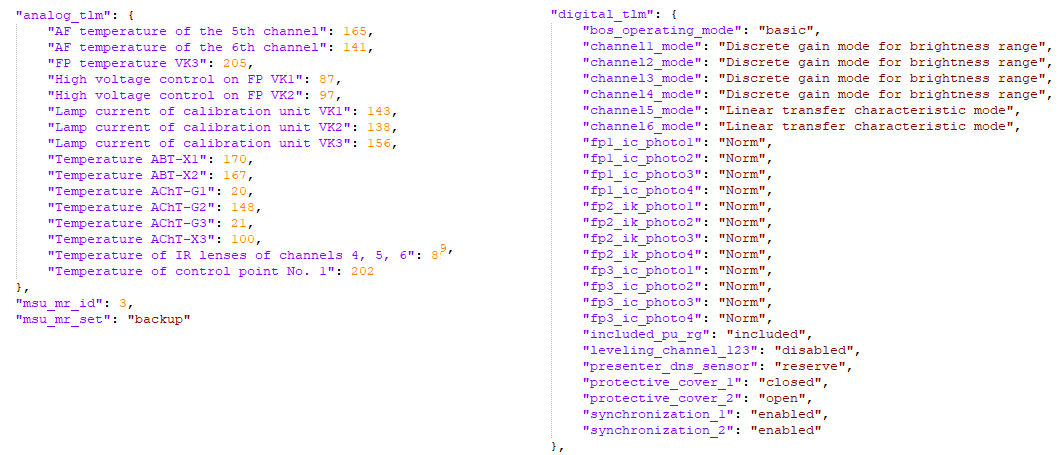 "analog_tlm": {
"AF temperature of the 5th channel": 165,
"AF temperature of the 6th channel": 141,
"FP temperature VK3": 205,
"High voltage control on FP VK1": 87,
"High voltage control on FP VK2": 97,
"Lamp current of calibration unit VK1": 143,
"Lamp current of calibration unit VK2": 138,
"Lamp current of calibration unit VK3": 156,
"Temperature ABT-X1": 170,
"Temperature ABT-X2": 167,
"Temperature AChT-G1": 20,
"Temperature AChT-G2": 148,
"Temperature AChT-G3": 21,
"Temperature AChT-X3": 100,
"Temperature of IR lenses of channels 4, 5, 6": 89,
"Temperature of control point No. 1": 202
},
"msu_mr_id": 3,
"msu_mr_set": "backup"
"digital_tlm": {
"bos_operating_mode": "basic",
"channel1_mode": "Discrete gain mode for brightness range",
"channel2_mode": "Discrete gain mode for brightness range",
"channel3_mode": "Discrete gain mode for brightness range",
"channel4_mode": "Discrete gain mode for brightness range",
"channel5_mode": "Linear transfer characteristic mode",
"channel6_mode": "Linear transfer characteristic mode",
"fp1_ic_photo1": "Norm",
"fp1_ic_photo2": "Norm",
"fp1_ic_photo3": "Norm",
"fp1_ic_photo4": "Norm",
"fp2_ik_photo1": "Norm",
"fp2_ik_photo2": "Norm",
"fp2_ik_photo3": "Norm",
"fp2_ik_photo4": "Norm",
"fp3_ic_photo1": "Norm",
"fp3_ic_photo2": "Norm",
"fp3_ic_photo3": "Norm",
"fp3_ic_photo4": "Norm",
"included_pu_rg": "included",
"leveling_channel_123": "disabled",
"presenter_dns_sensor": "reserve",
"protective_cover_1": "closed",
"protective_cover_2": "open",
"synchronization_1": "enabled",
"synchronization_2": "enabled"
},